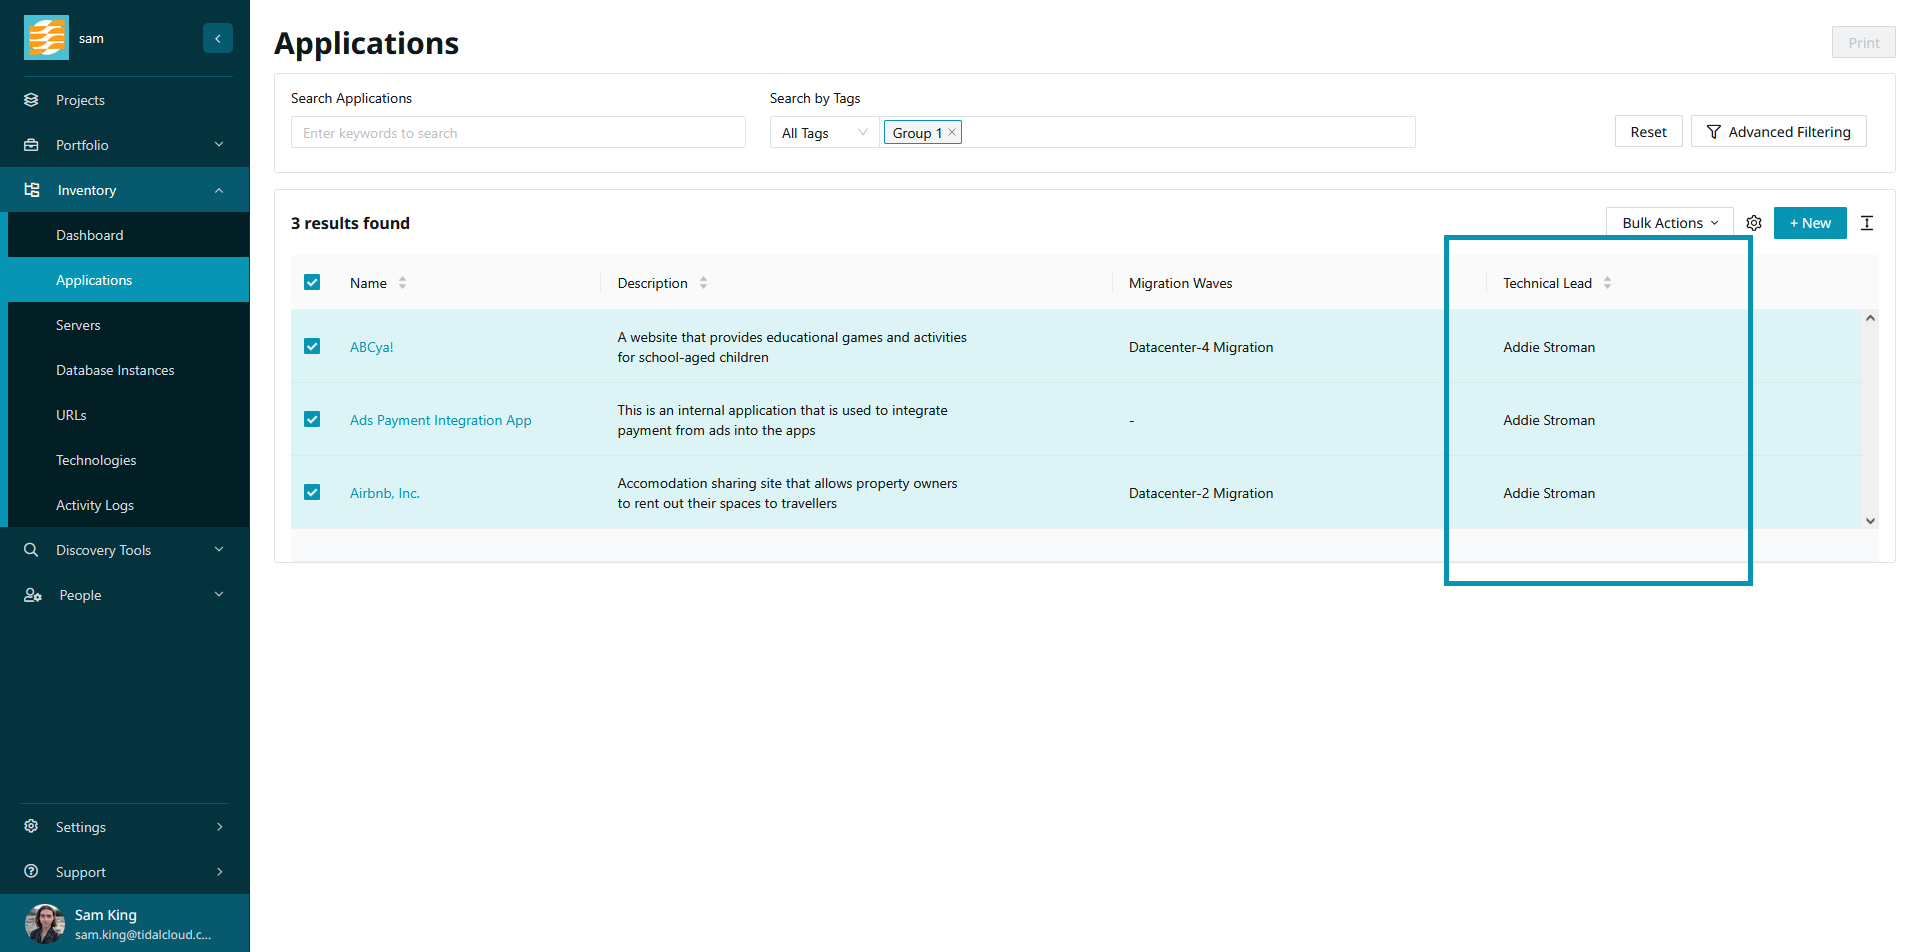 sam
Projects
Portfolio
Inventory
Dashboard
Applications
Servers
Database Instances
URLs
Technologies
Activity Logs
Discovery Tools
People
Settings
Support
Sam King
sam.king@tidalcloud.c...
Applications
Print
Search Applications
Enter keywords to search
Search by Tags
All Tags
Group 1
Reset
Advanced Filtering
3 results found
Bulk Actions
+ New
Name Description Migration Waves Technical Lead
ABCya!
A website that provides educational games and activities
for school-aged children
Datacenter-4 Migration
Addie Stroman
Ads Payment Integration App
This is an internal application that is used to integrate
payment from ads into the apps
-
Addie Stroman
Airbnb, Inc.
Accomodation sharing site that allows property owners
to rent out their spaces to travellers
Datacenter-2 Migration
Addie Stroman